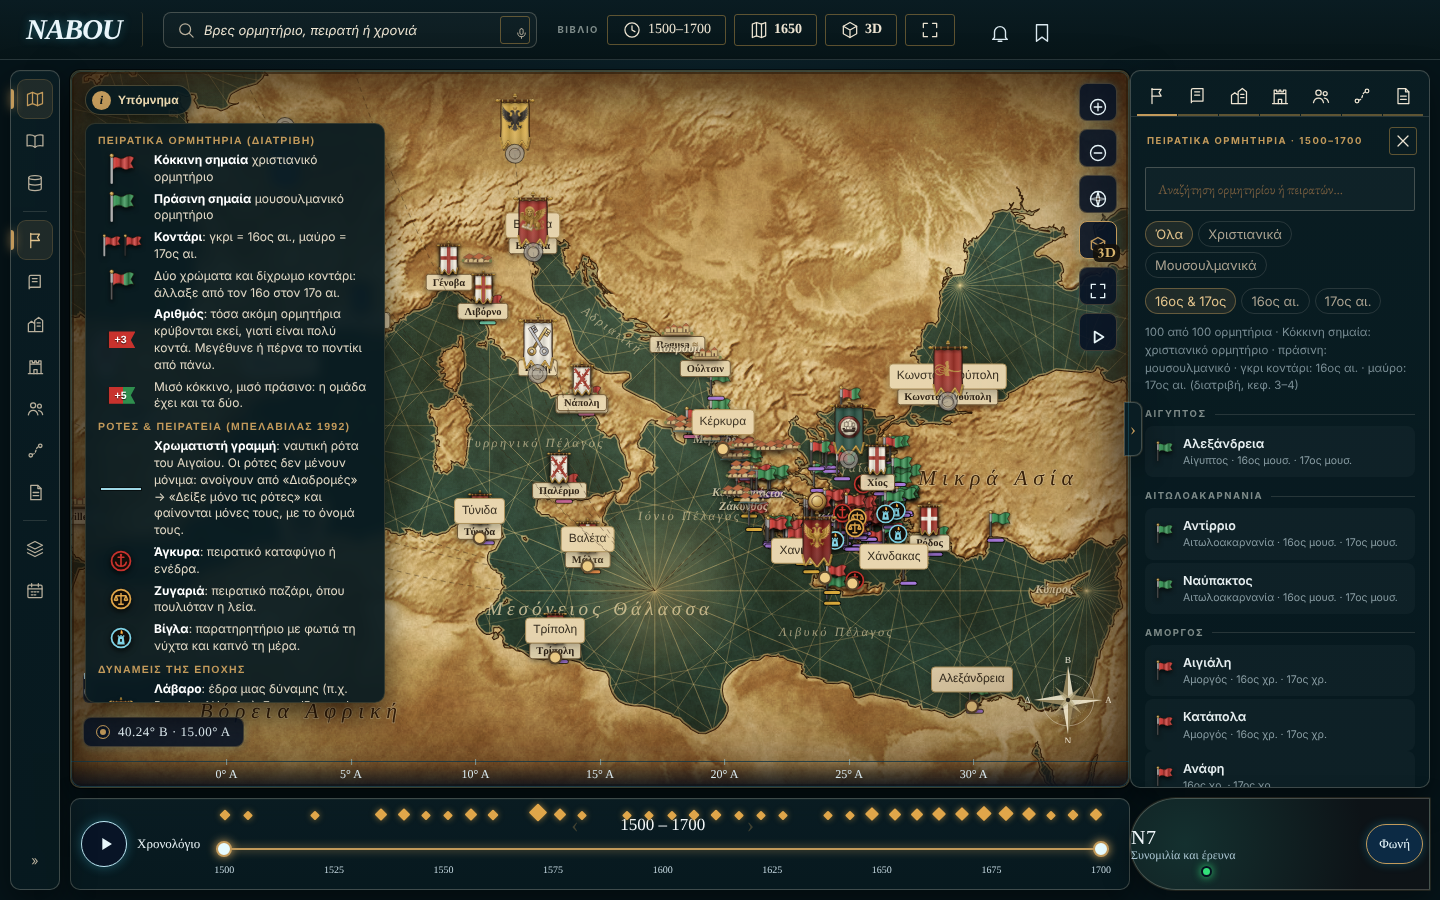 NABOU
Βρες ορμητήριο, πειρατή ή χρονιά
ΒΙΒΛΙΟ
1500–1700
1650
3D
Υπόμνημα
ΠΕΙΡΑΤΙΚΑ ΟΡΜΗΤΗΡΙΑ (ΔΙΑΤΡΙΒΗ)
Κόκκινη σημαία χριστιανικό
ορμητήριο
Πράσινη σημαία μουσουλμανικό
ορμητήριο
Κοντάρι: γκρι = 16ος αι., μαύρο =
17ος αι.
Δύο χρώματα και δίχρωμο κοντάρι:
άλλαξε από τον 16ο στον 17ο αι.
Αριθμός: τόσα ακόμη ορμητήρια
κρύβονται εκεί, γιατί είναι πολύ
κοντά. Μεγέθυνε ή πέρνα το ποντίκι
από πάνω.
+3
Μισό κόκκινο, μισό πράσινο: η ομάδα
έχει και τα δύο.
+5
ΡΟΤΕΣ & ΠΕΙΡΑΤΕΙΑ (ΜΠΕΛΑΒΙΛΑΣ 1992)
Χρωματιστή γραμμή: ναυτική ρότα
του Αιγαίου. Οι ρότες δεν μένουν
μόνιμα: ανοίγουν από «Διαδρομές»
→ «Δείξε μόνο τις ρότες» και
φαίνονται μόνες τους, με το όνομά
τους.
Άγκυρα: πειρατικό καταφύγιο ή
ενέδρα.
Ζυγαριά: πειρατικό παζάρι, όπου
πουλιόταν η λεία.
Βίγλα: παρατηρητήριο με φωτιά τη
νύχτα και καπνό τη μέρα.
ΔΥΝΑΜΕΙΣ ΤΗΣ ΕΠΟΧΗΣ
Λάβαρο: έδρα μιας δύναμης (π.χ.
Γένοβα
Λιβόρνο
Αδριατ
Ragusa
Ούλτσιν
Νάπολη
Κέρκυρα
Τυρρηνικό Πέλαγος
Παλέρμο
Τύνιδα
Βαλέτα
Μάλτα
Ιόνιο Πέλαγος
Ζάκυνθος
Χίος
Μικρά Ασία
Ρόδος
Χάνδακας
Κύπρος
Μεσόγειος Θάλασσα
Λιβυκό Πέλαγος
Τρίπολη
Τρίπολη
Αλεξάνδρεια
Βόρεια Αφρική
3D
Β
Α
Ν
40.24° Β · 15.00° Α
0° Α
5° Α
10° Α
15° Α
20° Α
25° Α
30° Α
ΠΕΙΡΑΤΙΚΑ ΟΡΜΗΤΗΡΙΑ · 1500–1700
Αναζήτηση ορμητηρίου ή πειρατών…
Όλα
Χριστιανικά
Μουσουλμανικά
16ος & 17ος
16ος αι.
17ος αι.
100 από 100 ορμητήρια · Κόκκινη σημαία:
χριστιανικό ορμητήριο · πράσινη:
μουσουλμανικό · γκρι κοντάρι: 16ος αι. · μαύρο:
17ος αι. (διατριβή, κεφ. 3–4)
ΑΙΓΥΠΤΟΣ
Αλεξάνδρεια
Αίγυπτος · 16ος μουσ. · 17ος μουσ.
ΑΙΤΩΛΟΑΚΑΡΝΑΝΙΑ
Αντίρριο
Αιτωλοακαρνανία · 16ος μουσ. · 17ος μουσ.
Ναύπακτος
Αιτωλοακαρνανία · 16ος μουσ. · 17ος μουσ.
ΑΜΟΡΓΟΣ
Αιγιάλη
Αμοργός · 16ος χρ. · 17ος χρ.
Κατάπολα
Αμοργός · 16ος χρ. · 17ος χρ.
Ανάφη
16ος χρ. · 17ος χρ.
Χρονολόγιο
1500 – 1700
1500
1525
1550
1575
1600
1625
1650
1675
1700
N7
Συνομιλία και έρευνα
Φωνή